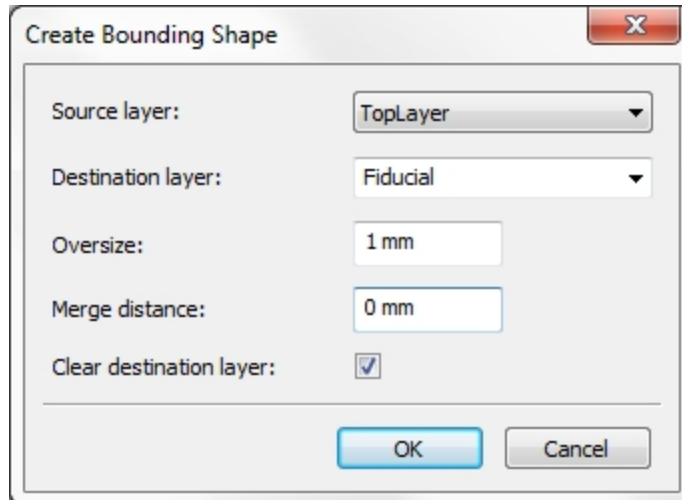 Create Bounding Shape
Source layer: TopLayer
Destination layer: Fiducial
Oversize: 1 mm
Merge distance: 0 mm
Clear destination layer:
OK Cancel